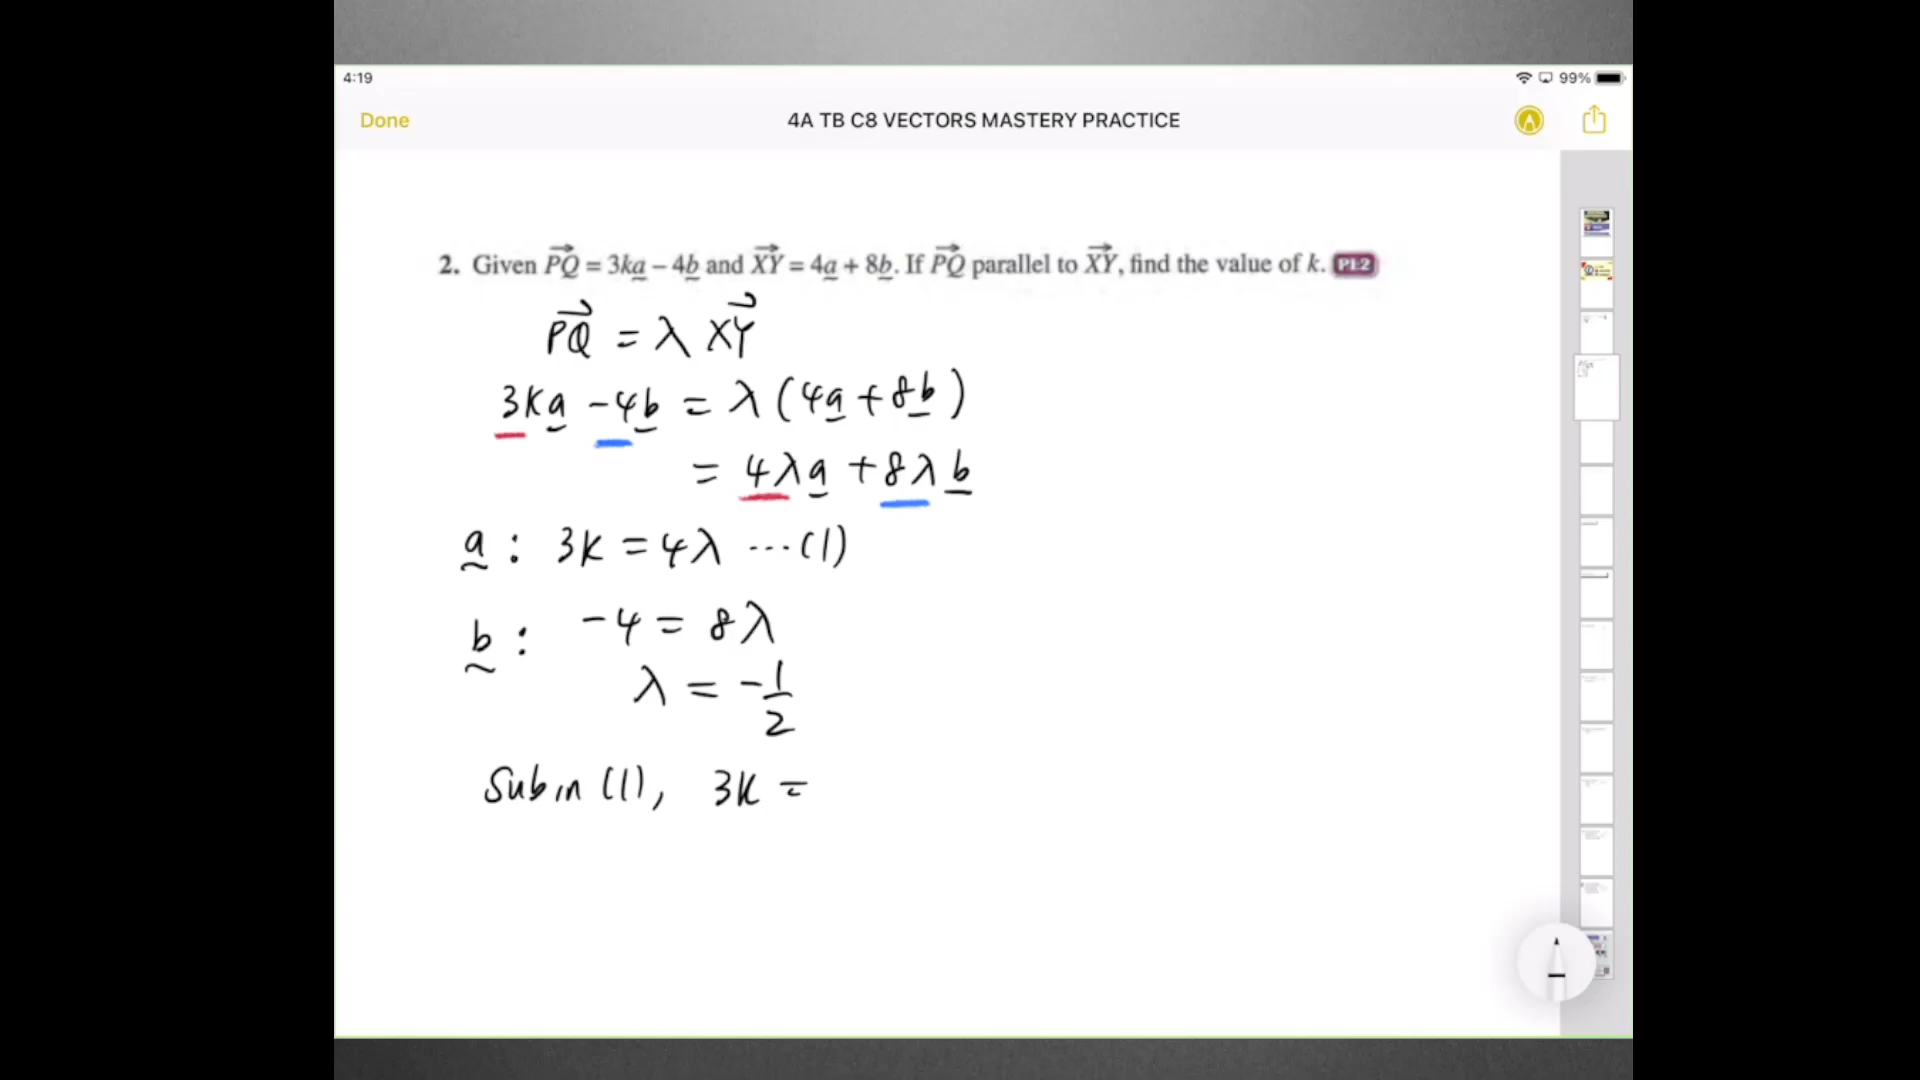 4:19
99%
Done
4A TB C8 VECTORS MASTERY PRACTICE
2. Given PQ⃗ = 3ka̰ – 4b̰ and XY⃗ = 4a̰ + 8b̰. If PQ⃗ parallel to XY⃗, find the value of k. PL2
PQ⃗ = λ XY⃗
3ka̰ – 4b̰ = λ(4a̰ + 8b̰)
= 4λa̰ + 8λb̰
a̰ : 3k = 4λ ...(1)
b̰ : -4 = 8λ
λ = -1/2
Sub in (1), 3k =